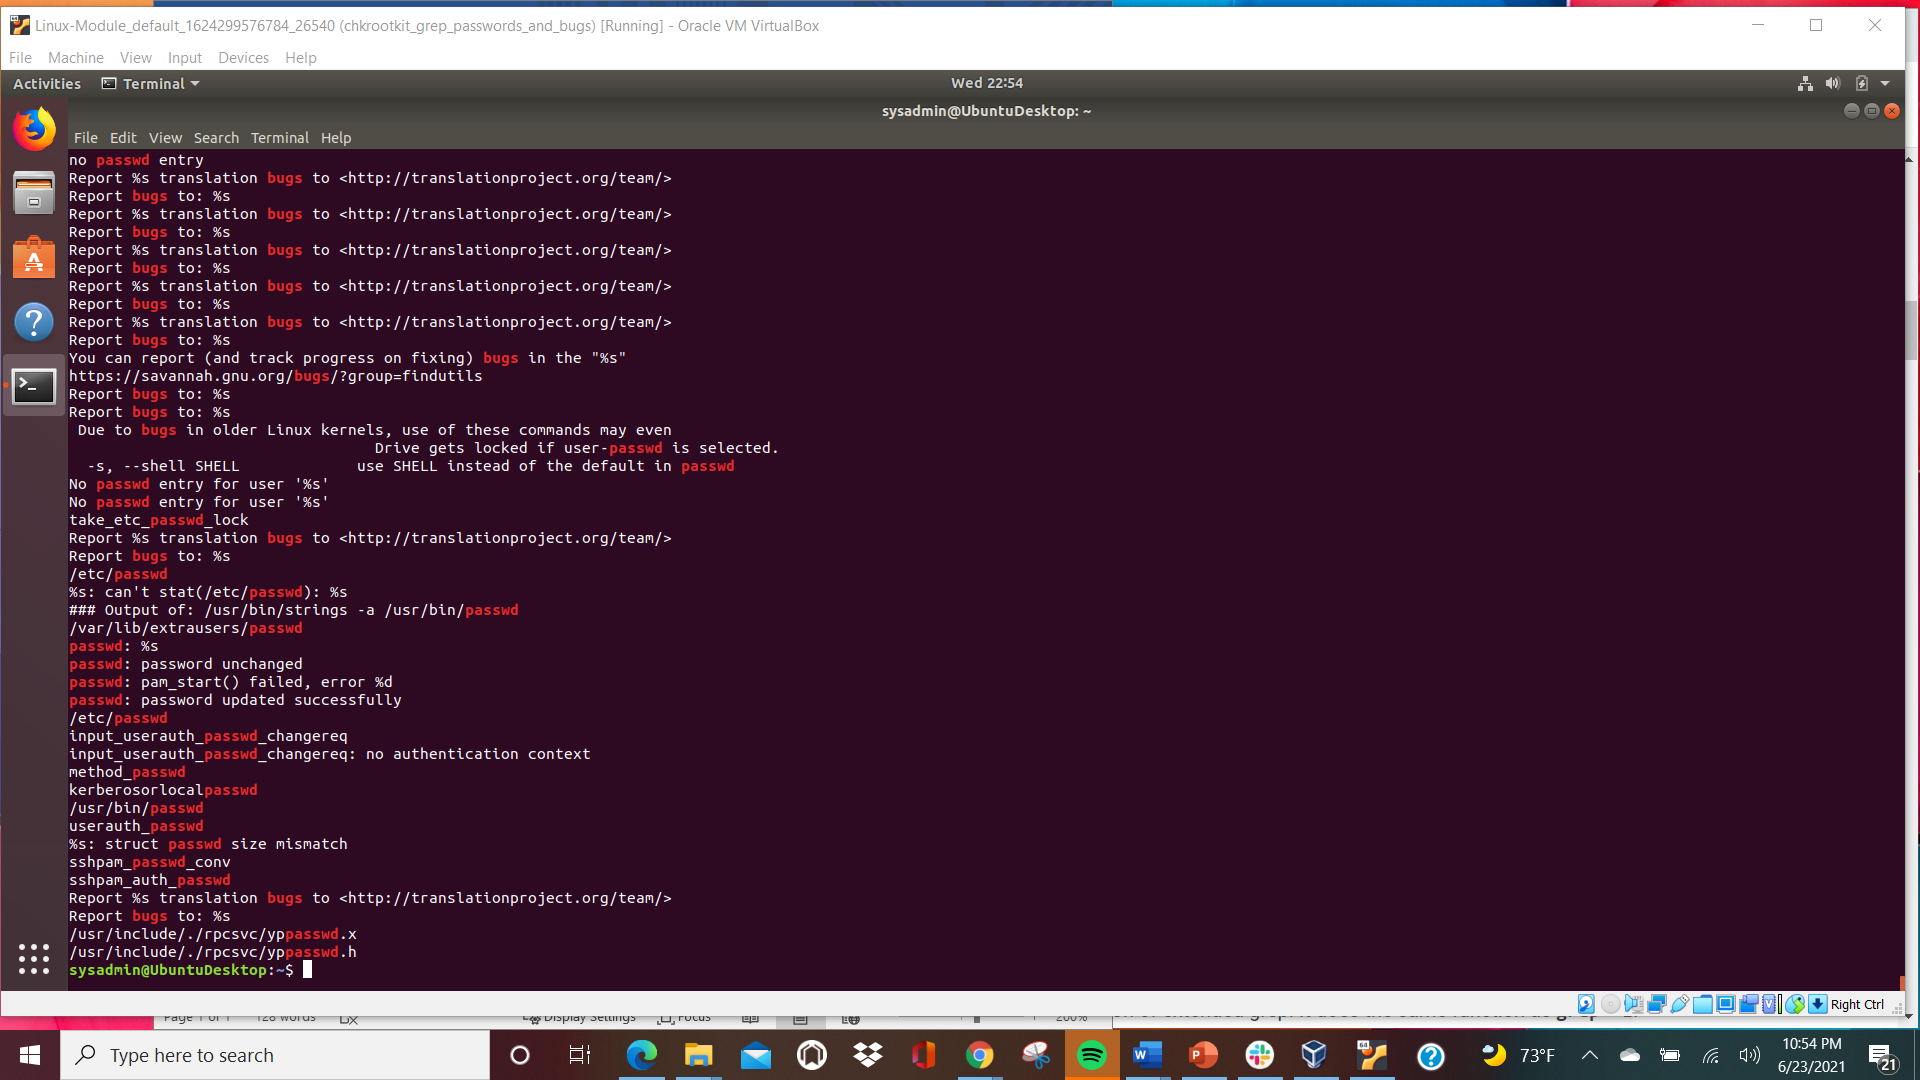 Linux-Module_default_1624299576784_26540 (chkrootkit_grep_passwords_and_bugs) [Running] - Oracle VM VirtualBox
File Machine View Input Devices Help
Activities Terminal Wed 22:54
sysadmin@UbuntuDesktop: ~
File Edit View Search Terminal Help
no passwd entry
Report %s translation bugs to <http://translationproject.org/team/>
Report bugs to: %s
Report %s translation bugs to <http://translationproject.org/team/>
Report bugs to: %s
Report %s translation bugs to <http://translationproject.org/team/>
Report bugs to: %s
Report %s translation bugs to <http://translationproject.org/team/>
Report bugs to: %s
Report %s translation bugs to <http://translationproject.org/team/>
Report bugs to: %s
You can report (and track progress on fixing) bugs in the "%s"
https://savannah.gnu.org/bugs/?group=findutils
Report bugs to: %s
Report bugs to: %s
Due to bugs in older Linux kernels, use of these commands may even
Drive gets locked if user-passwd is selected.
-s, --shell SHELL use SHELL instead of the default in passwd
No passwd entry for user '%s'
No passwd entry for user '%s'
take_etc_passwd_lock
Report %s translation bugs to <http://translationproject.org/team/>
Report bugs to: %s
/etc/passwd
%s: can't stat(/etc/passwd): %s
### Output of: /usr/bin/strings -a /usr/bin/passwd
/var/lib/extrausers/passwd
passwd: %s
passwd: password unchanged
passwd: pam_start() failed, error %d
passwd: password updated successfully
/etc/passwd
input_userauth_passwd_changereq
input_userauth_passwd_changereq: no authentication context
method_passwd
kerberosorlocalpasswd
/usr/bin/passwd
userauth_passwd
%s: struct passwd size mismatch
sshpam_passwd_conv
sshpam_auth_passwd
Report %s translation bugs to <http://translationproject.org/team/>
Report bugs to: %s
/usr/include/./rpcsvc/yppasswd.x
/usr/include/./rpcsvc/yppasswd.h
sysadmin@UbuntuDesktop:~$
Right Ctrl
Page 1 of 1 128 words Display Settings Focus 200%
Type here to search 73°F 10:54 PM
6/23/2021 21